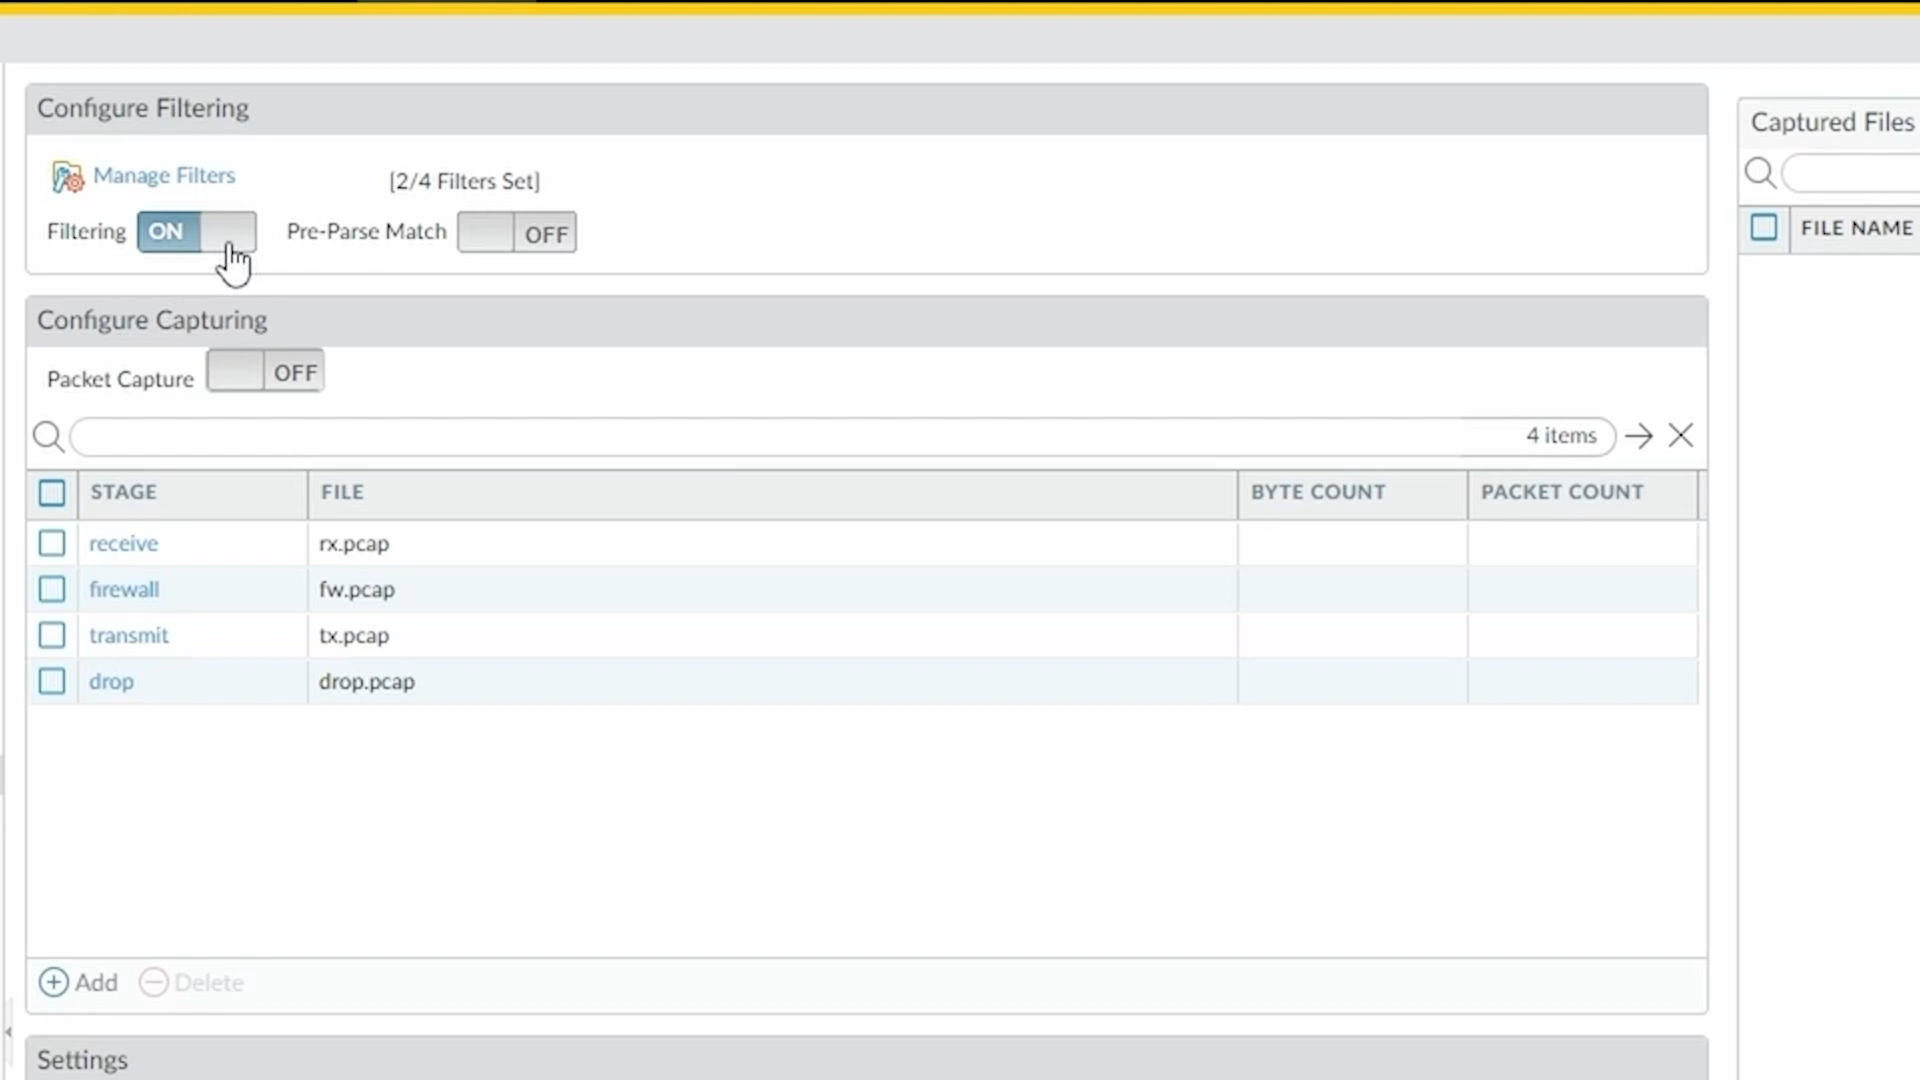 Configure Filtering
Manage Filters [2/4 Filters Set]
Filtering ON Pre-Parse Match OFF
Configure Capturing
Packet Capture OFF
4 items
STAGE FILE BYTE COUNT PACKET COUNT
receive rx.pcap
firewall fw.pcap
transmit tx.pcap
drop drop.pcap
Add Delete
Settings
Captured Files
FILE NAME